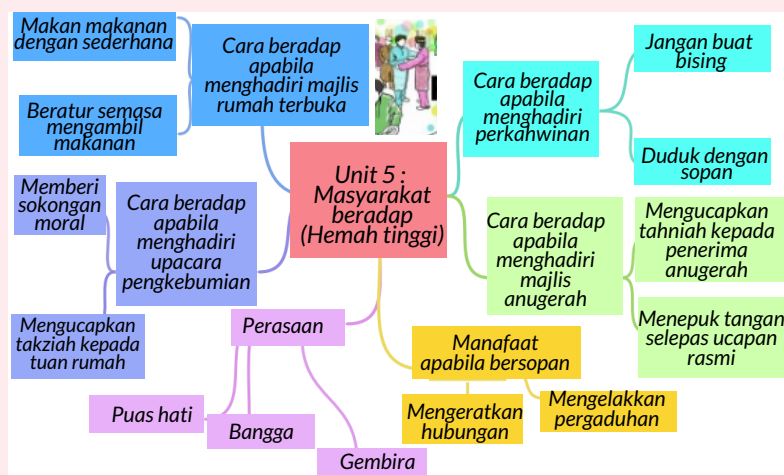 Unit 5 :
Masyarakat
beradap
(Hemah tinggi)
Cara beradap
apabila
menghadiri majlis
rumah terbuka
Makan makanan
dengan sederhana
Beratur semasa
mengambil
makanan
Cara beradap
apabila
menghadiri
upacara
pengkebumian
Memberi
sokongan
moral
Mengucapkan
takziah kepada
tuan rumah
Perasaan
Puas hati
Bangga
Gembira
Cara beradap
apabila
menghadiri
perkahwinan
Jangan buat
bising
Duduk dengan
sopan
Cara beradap
apabila
menghadiri
majlis
anugerah
Mengucapkan
tahniah kepada
penerima
anugerah
Menepuk tangan
selepas ucapan
rasmi
Manafaat
apabila bersopan
Mengeratkan
hubungan
Mengelakkan
pergaduhan